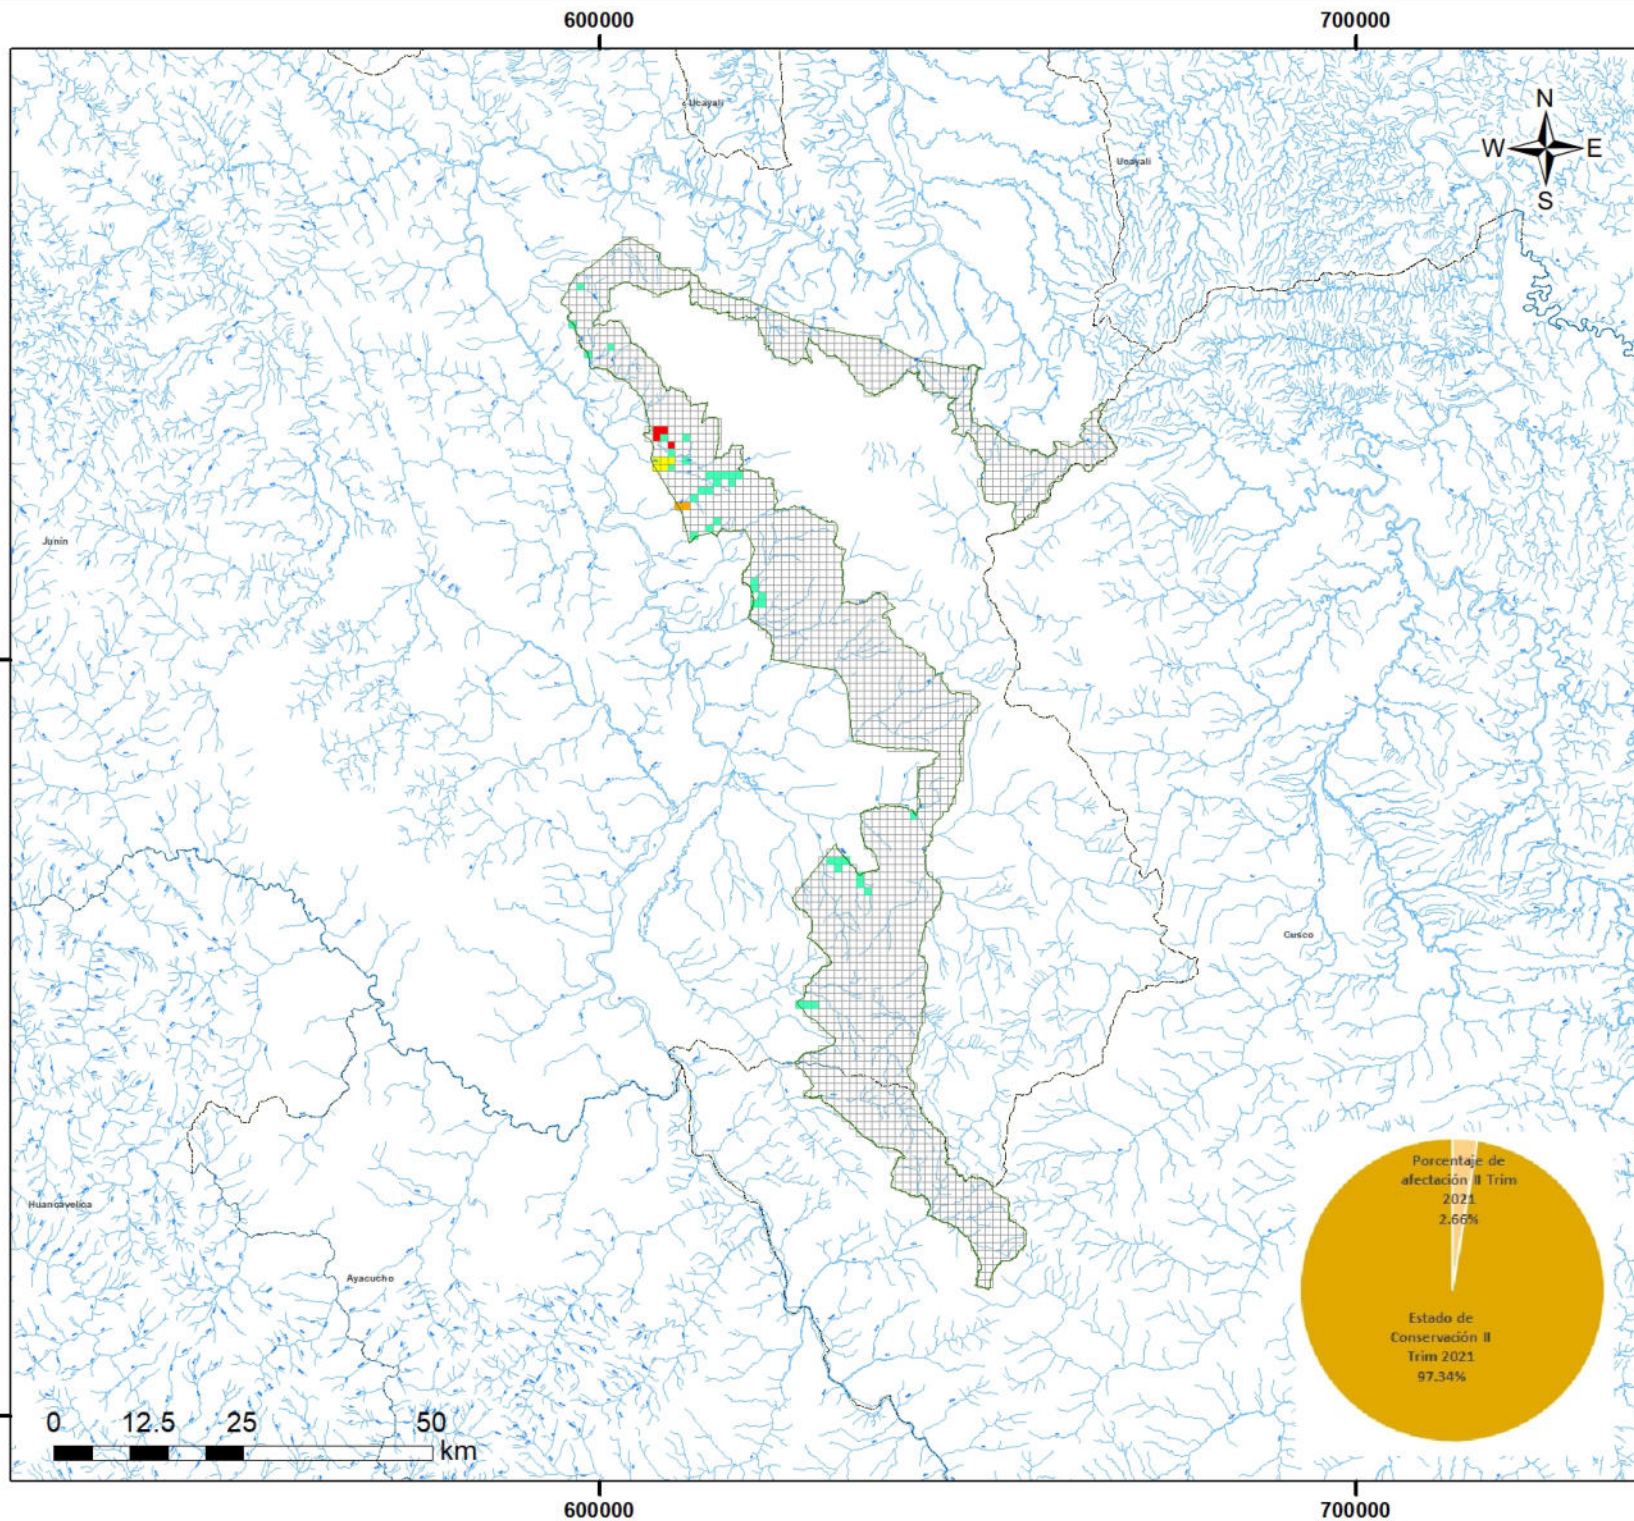 600000
700000
Ucayali
N
Ucayali
W
E
S
Junín
Cusco
Porcentaje de
afectación II Trim
2021
2.66%
Huancavelica
Ayacucho
Estado de
Conservación II
Trim 2021
97.34%
0
12.5
25
50
km
600000
700000